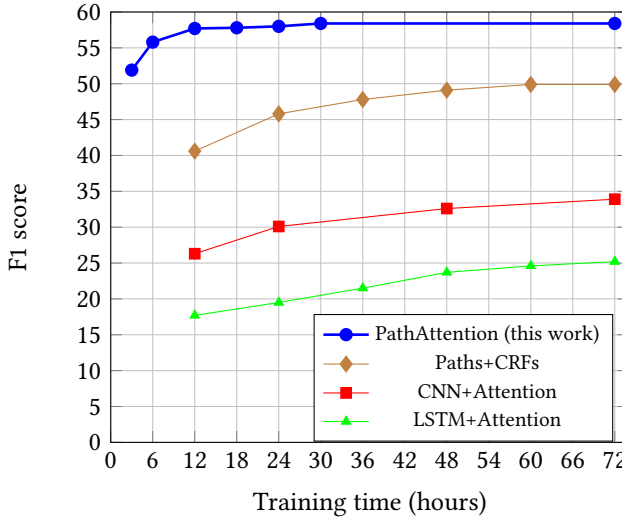 60
55
50
45
40
35
30
25
20
15
10
5
0
F1 score
PathAttention (this work)
Paths+CRFs
CNN+Attention
LSTM+Attention
0 6 12 18 24 30 36 42 48 54 60 66 72
Training time (hours)